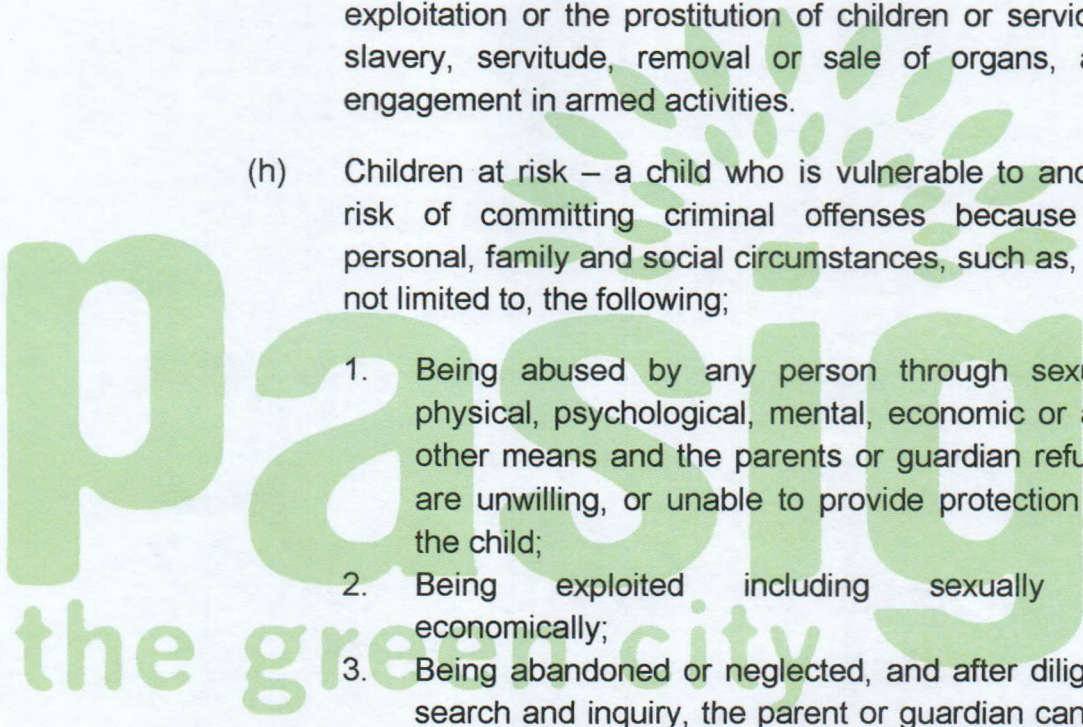 exploitation or the prostitution of children or
slavery, servitude, removal or sale of organs,
engagement in armed activities.
(h) Children at risk – a child who is vulnerable to
risk of committing criminal offenses because
personal, family and social circumstances, such as,
not limited to, the following;
1. Being abused by any person through
physical, psychological, mental, economic or
other means and the parents or guardian
are unwilling, or unable to provide protection
the child;
2. Being exploited including sexually
economically;
3. Being abandoned or neglected, and after
search and inquiry, the parent or guardian
pasig
the green city